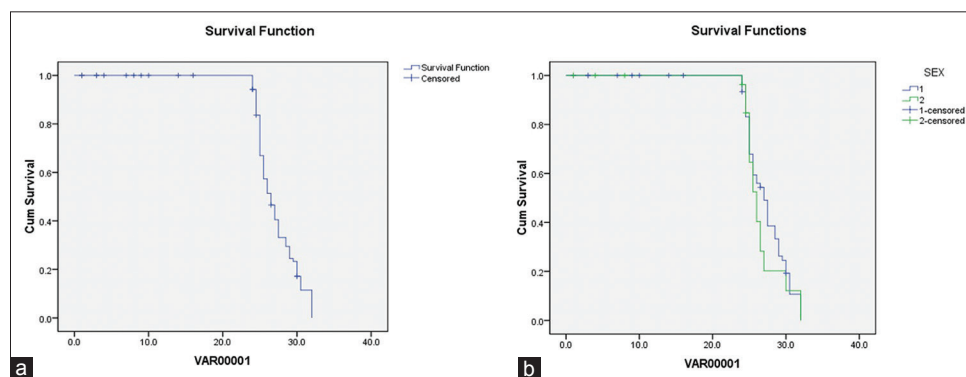 Survival Function
Survival Function
Censored
1.0
0.8
0.6
0.4
0.2
0.0
Cum Survival
0.0
10.0
20.0
30.0
40.0
VAR00001
a
Survival Functions
SEX
1
2
1-censored
2-censored
1.0
0.8
0.6
0.4
0.2
0.0
Cum Survival
0.0
10.0
20.0
30.0
40.0
VAR00001
b